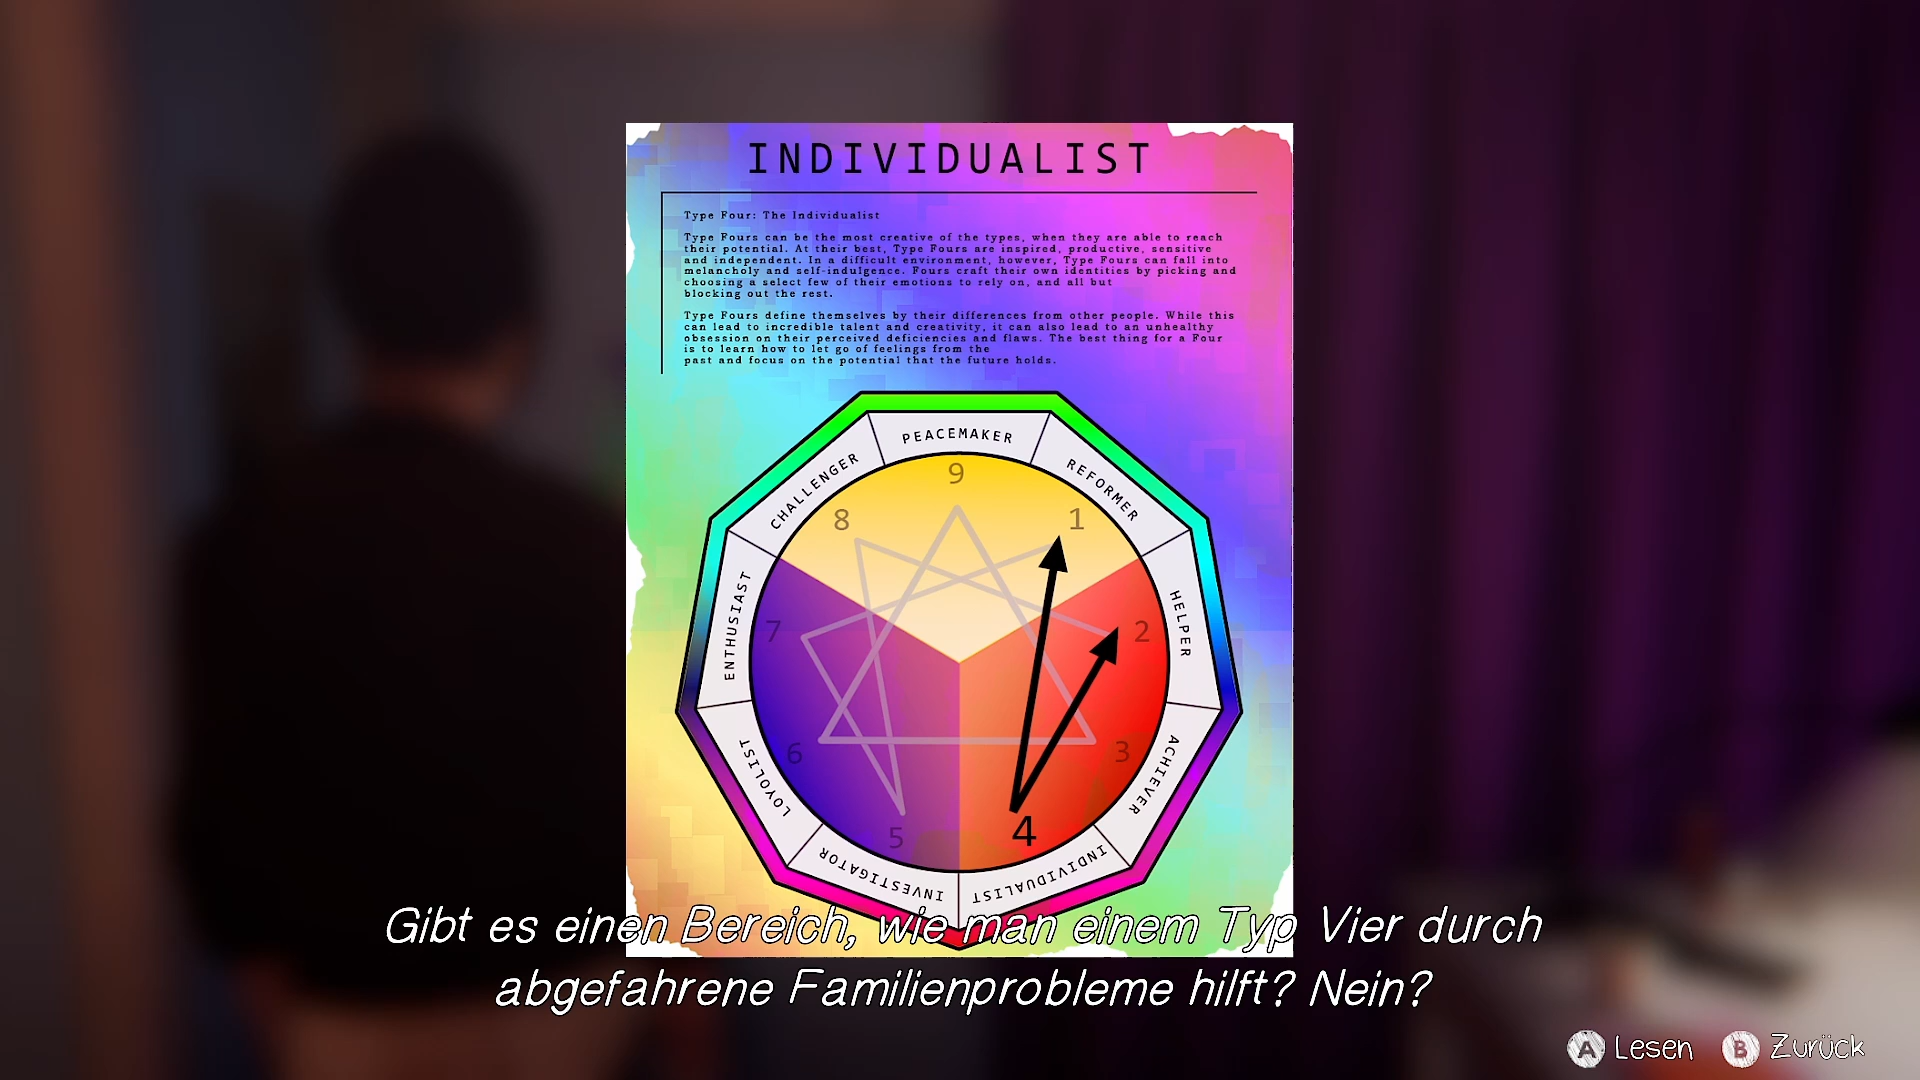 INDIVIDUALIST
Type Four: The Individualist
Type Fours can be the most creative of the types, when they are able to reach
their potential. At their best, Type Fours are inspired, productive, sensitive
and independent. In a difficult environment, however, Type Fours can fall into
melancholy and self-indulgence. Fours craft their own identities by picking and
choosing a select few of their emotions to rely on, and all but
blocking out the rest.
Type Fours define themselves by their differences from other people. While this
can lead to incredible talent and creativity, it can also lead to an unhealthy
obsession on their perceived deficiencies and flaws. The best thing for a Four
is to learn how to let go of feelings from the
past and focus on the potential that the future holds.
PEACEMAKER
CHALLENGER
REFORMER
9
8
1
ENTHUSIAST
HELPER
7
2
LOYOLIST
ACHIEVER
6
3
5
4
INVESTIGATOR
INDIVIDUALIST
Gibt es einen Bereich, wie man einem Typ Vier durch
abgefahrene Familienprobleme hilft? Nein?
A Lesen B Zurück